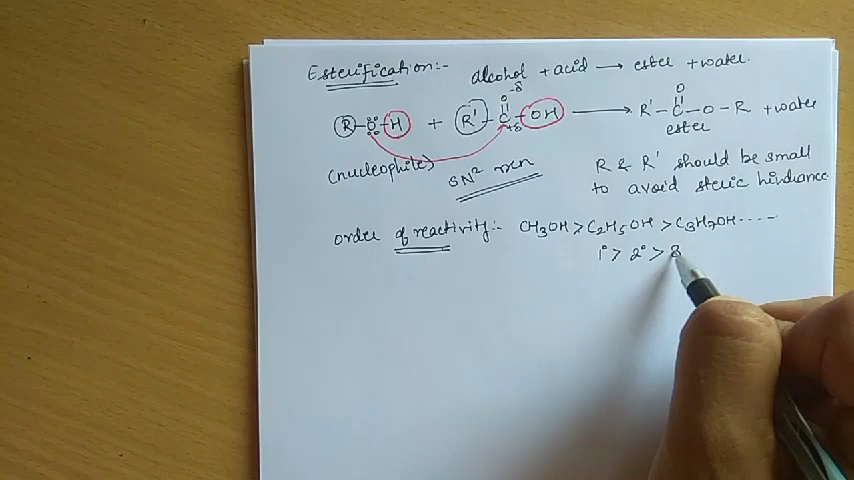 Esterification:- alcohol + acid → ester + water.
R-O-H + R'-C-OH → R'-C-O-R + water
O -δ
+δ
O
ester
(nucleophile)
SN² rxn
R & R' should be small
to avoid steric hindrance
order of reactivity:- CH3OH > C2H5OH > C3H7OH ----
1° > 2° > 3